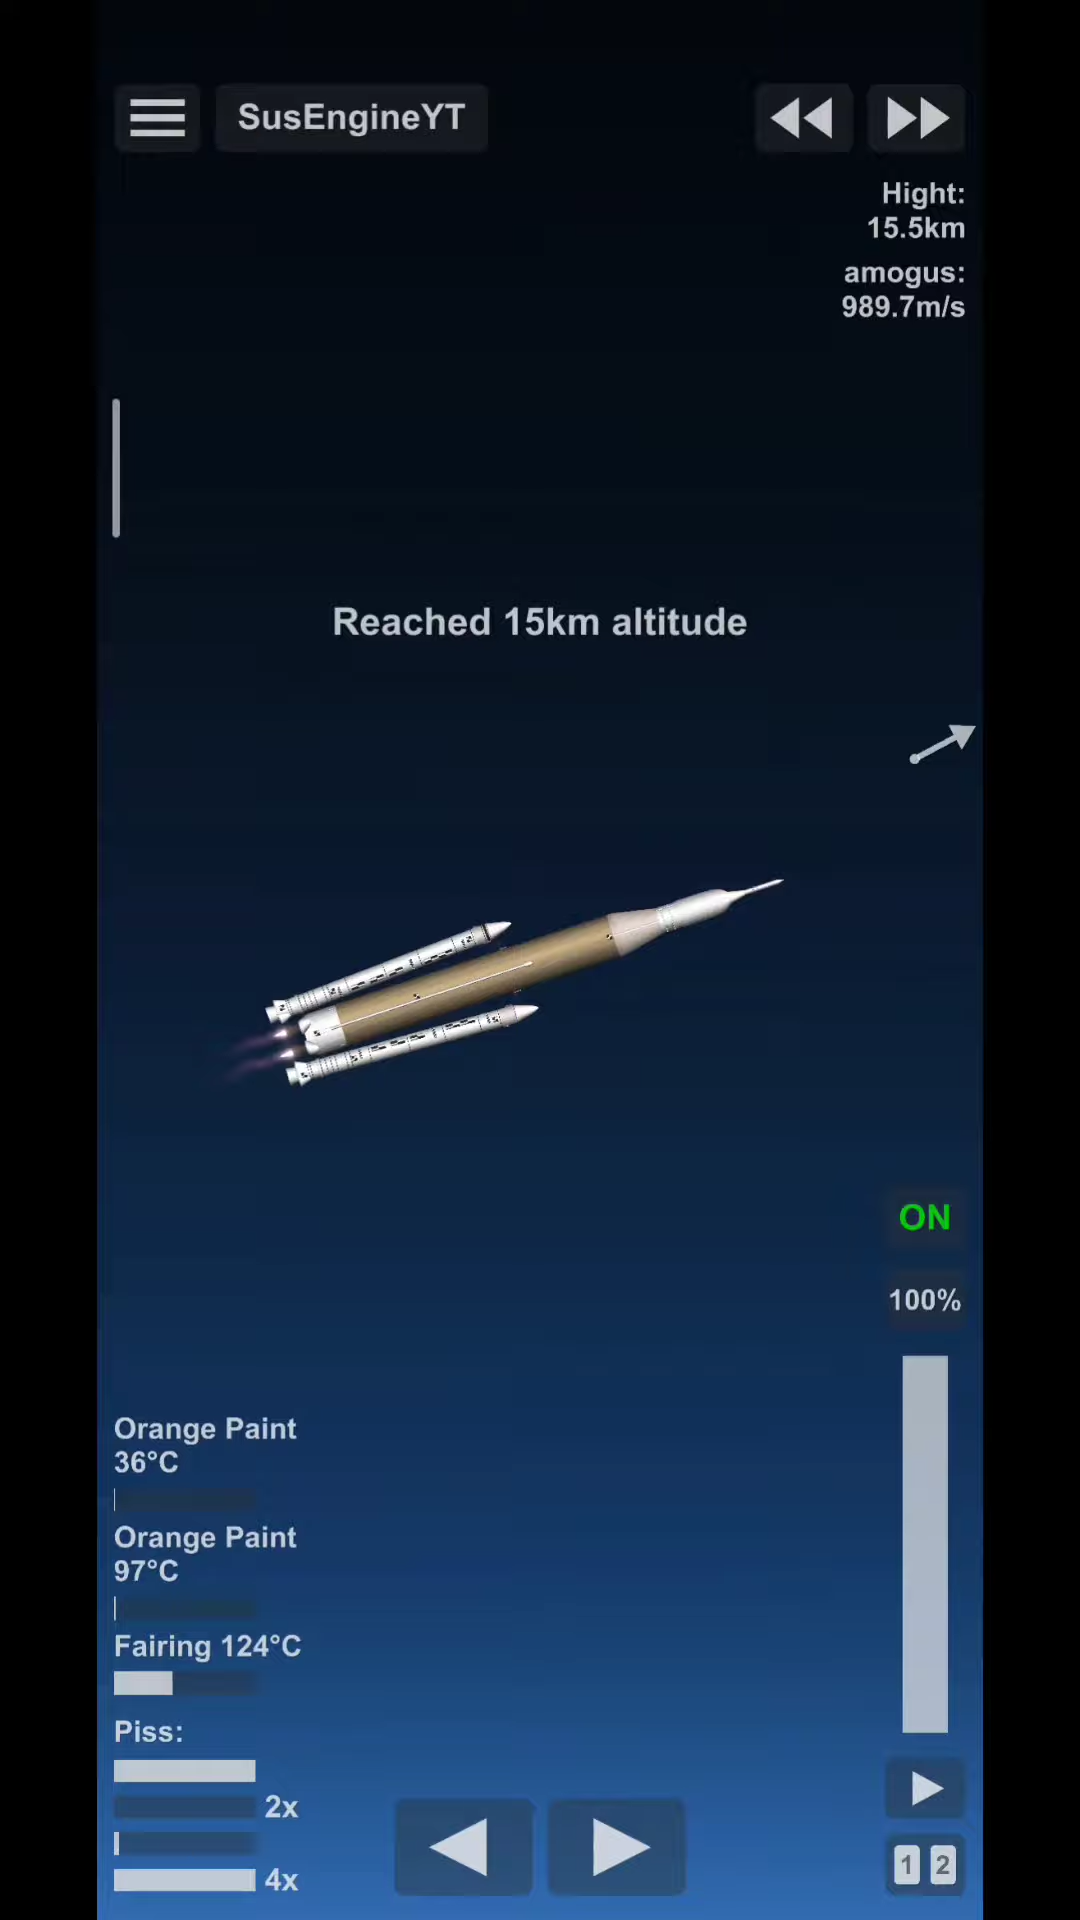 SusEngineYT
Hight:
15.5km
amogus:
989.7m/s
Reached 15km altitude
ON
100%
Orange Paint
36°C
Orange Paint
97°C
Fairing 124°C
Piss:
2x
4x
1 2